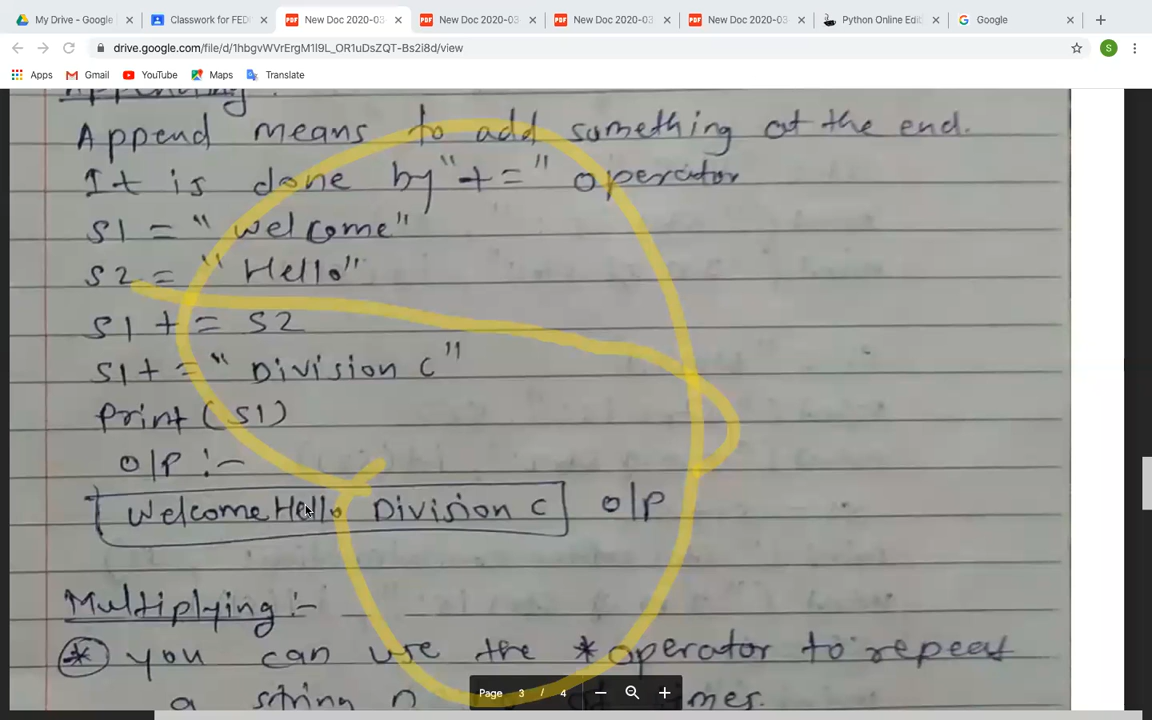 My Drive - Google
Classwork for FED
New Doc 2020-03
New Doc 2020-03
New Doc 2020-03
New Doc 2020-03
Python Online Edit
Google
drive.google.com/file/d/1hbgvWVrErgM1l9L_OR1uDsZQT-Bs2i8d/view
S
Apps
Gmail
YouTube
Maps
Translate
Appending :
Append means to add something at the end.
It is done by "+=" operator
S1 = "welcome"
S2 = "Hello"
S1 += S2
S1+ = "Division C"
Print (S1)
O/P :-
WelcomeHello Division C O/P
Multiplying :-
* you can use the * operator to repeat
a string n times.
Page 3 / 4